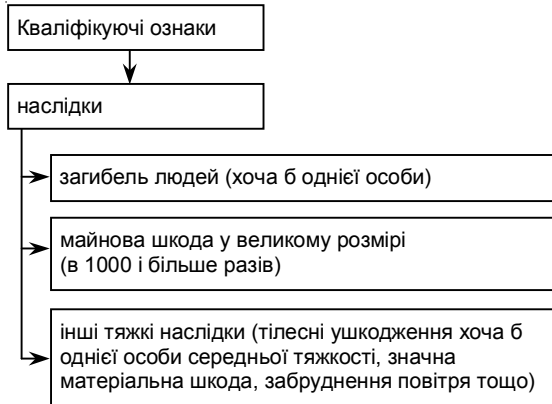 Кваліфікуючі ознаки
наслідки
загибель людей (хоча б однієї особи)
майнова шкода у великому розмірі
(в 1000 і більше разів)
інші тяжкі наслідки (тілесні ушкодження хоча б
однієї особи середньої тяжкості, значна
матеріальна шкода, забруднення повітря тощо)